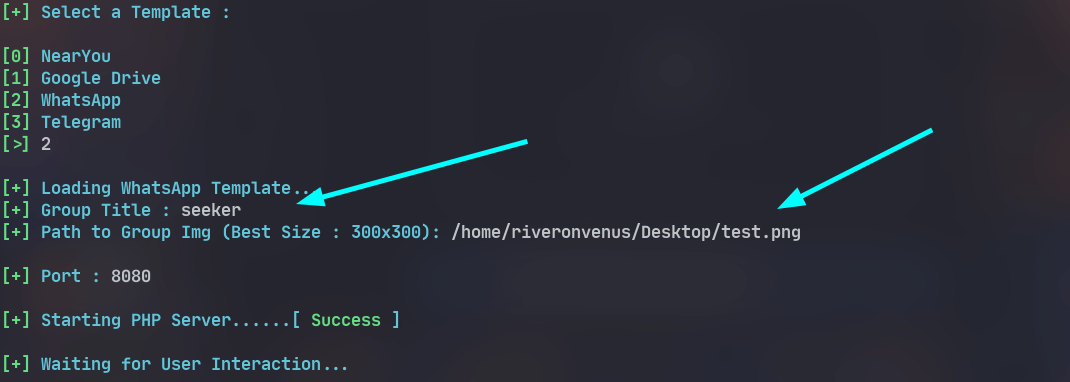 [+] Select a Template :
[0] NearYou
[1] Google Drive
[2] WhatsApp
[3] Telegram
[>] 2
[+] Loading WhatsApp Template...
[+] Group Title : seeker
[+] Path to Group Img (Best Size : 300x300): /home/riveronvenus/Desktop/test.png
[+] Port : 8080
[+] Starting PHP Server......[ Success ]
[+] Waiting for User Interaction...